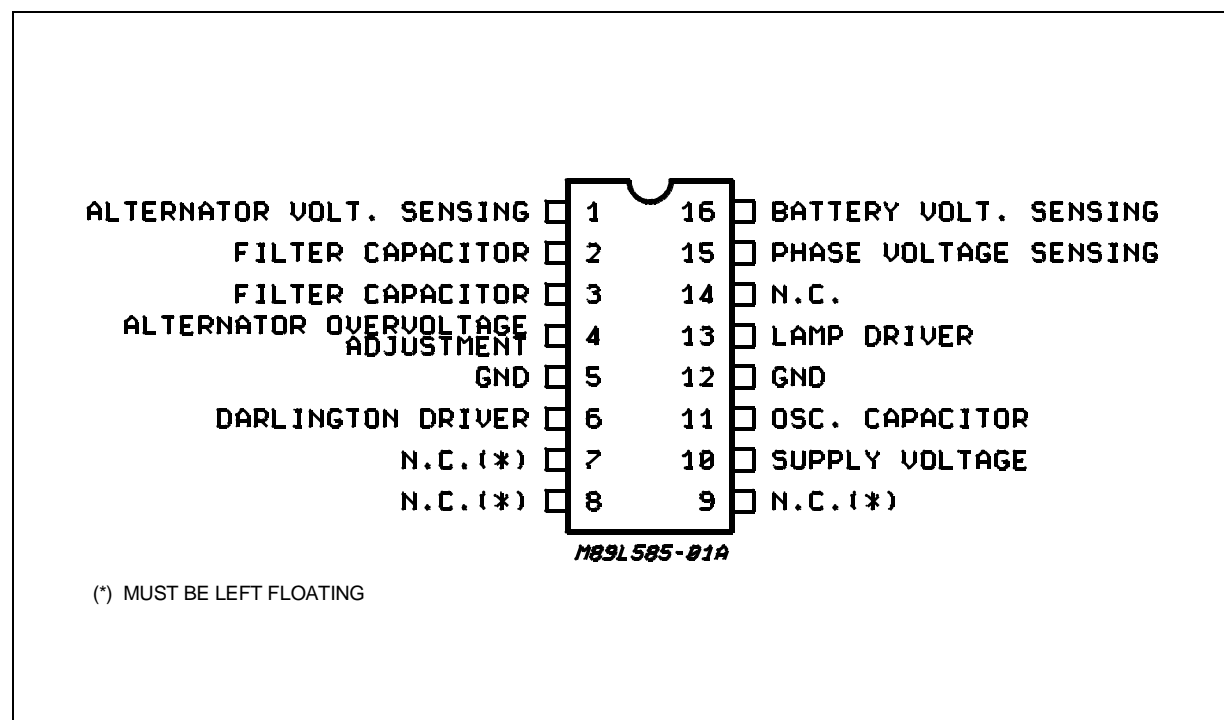 ALTERNATOR VOLT. SENSING 1 16 BATTERY VOLT. SENSING
FILTER CAPACITOR 2 15 PHASE VOLTAGE SENSING
FILTER CAPACITOR 3 14 N.C.
ALTERNATOR OVERVOLTAGE
ADJUSTMENT 4 13 LAMP DRIVER
GND 5 12 GND
DARLINGTON DRIVER 6 11 OSC. CAPACITOR
N.C.(*) 7 10 SUPPLY VOLTAGE
N.C.(*) 8 9 N.C.(*)
M89L585-01A
(*) MUST BE LEFT FLOATING